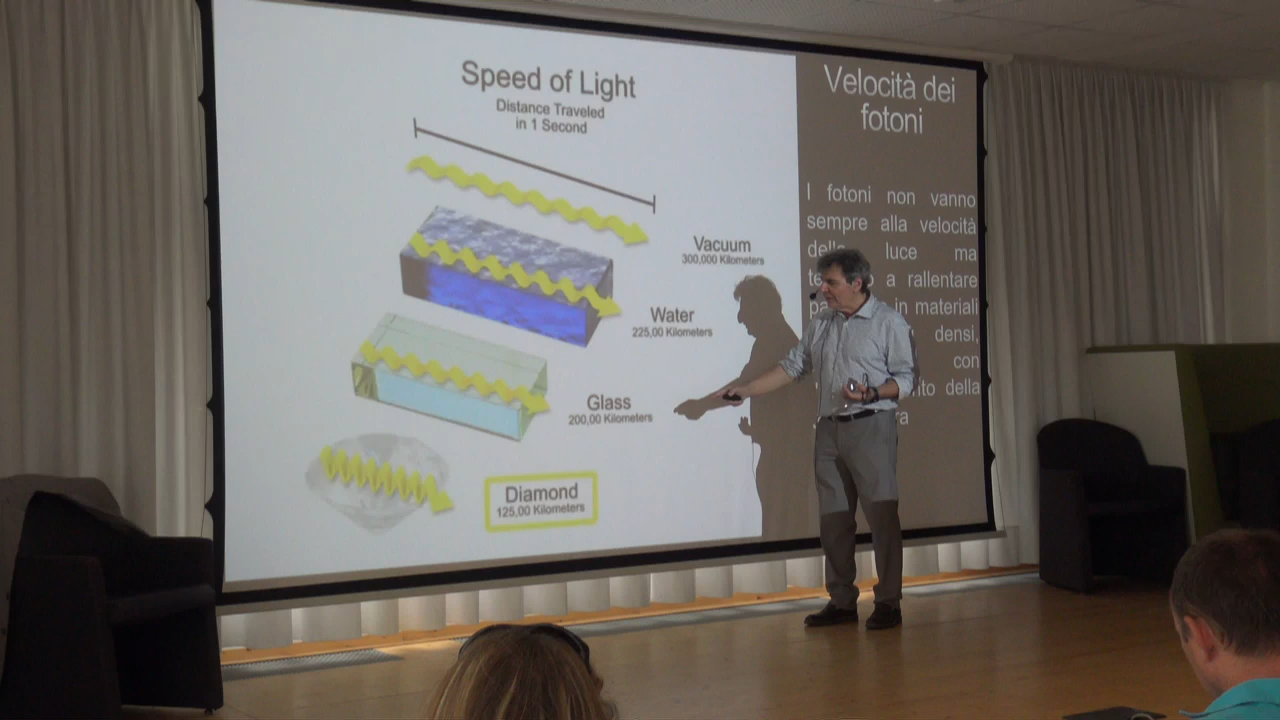 Speed of Light
Distance Traveled
in 1 Second
Vacuum
300,000 Kilometers
Water
225,00 Kilometers
Glass
200,00 Kilometers
Diamond
125,00 Kilometers
Velocità dei
fotoni
I fotoni non vanno
sempre alla velocità
luce ma
a rallentare
in materiali
densi,
con
della